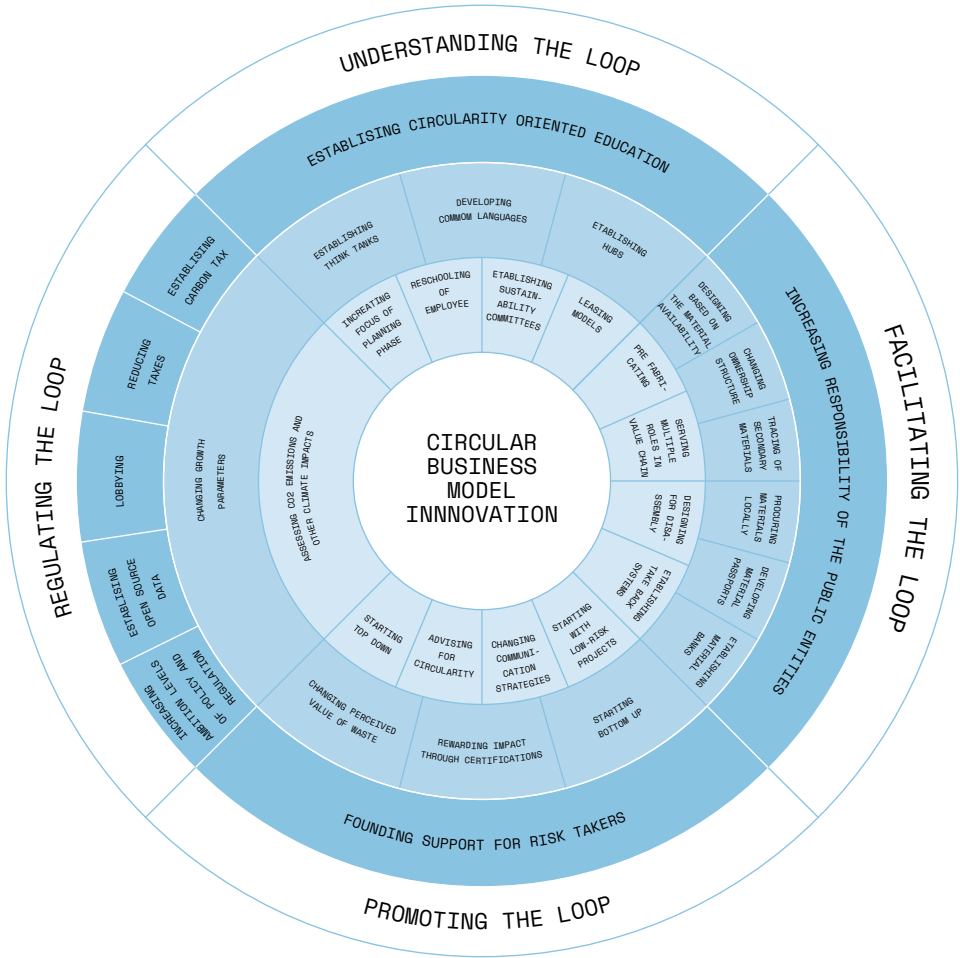 UNDERSTANDING THE LOOP
ESTABLISING CIRCULARITY ORIENTED EDUCATION
ESTABLISHING
THINK TANKS
DEVELOPING
COMMOM LANGUAGES
ETABLISHING
HUBS
INCREATING
FOCUS OF
PLANNING
PHASE
RESCHOOLING
OF
EMPLOYEE
ETABLISHING
SUSTAIN-
ABILITY
COMMITTEES
LEASING
MODELS
FACILITATING THE LOOP
INCREASING RESPONSIBILITY OF THE PUBLIC ENTITIES
DESIGNING
BASED ON
THE MATERIAL
AVAILABILITY
CHANGING
OWNERSHIP
STRUCTURE
TRACING OF
SECONDARY
MATERIALS
PROCURING
MATERIALS
LOCALLY
DEVELOPING
MATERIAL
PASSPORTS
ETABLISHING
MATERIAL
BANKS
PRE FABRI-
CATING
SERVING
MULTIPLE
ROLES IN
VALUE CHAIN
DESIGNING
FOR DISA-
SSEMBLY
ETABLISHING
TAKE BACK
SYSTEMS
PROMOTING THE LOOP
FOUNDING SUPPORT FOR RISK TAKERS
CHANGING PERCEIVED
VALUE OF WASTE
REWARDING IMPACT
THROUGH CERTIFICATIONS
STARTING
BOTTOM UP
STARTING
TOP DOWN
ADVISING
FOR
CIRCULARITY
CHANGING
COMMUNI-
CATION
STRATEGIES
STARTING
WITH
LOW-RISK
PROJECTS
REGULATING THE LOOP
ESTABLISING
CARBON TAX
REDUCING
TAXES
LOBBYING
ESTABLISING
OPEN SOURCE
DATA
INCREASING
AMBITION LEVELS
OF POLICY AND
REGULATION
CHANGING GROWTH
PARAMETERS
ASSESSING CO2 EMISSIONS AND
OTHER CLIMATE IMPACTS
CIRCULAR
BUSINESS
MODEL
INNNOVATION